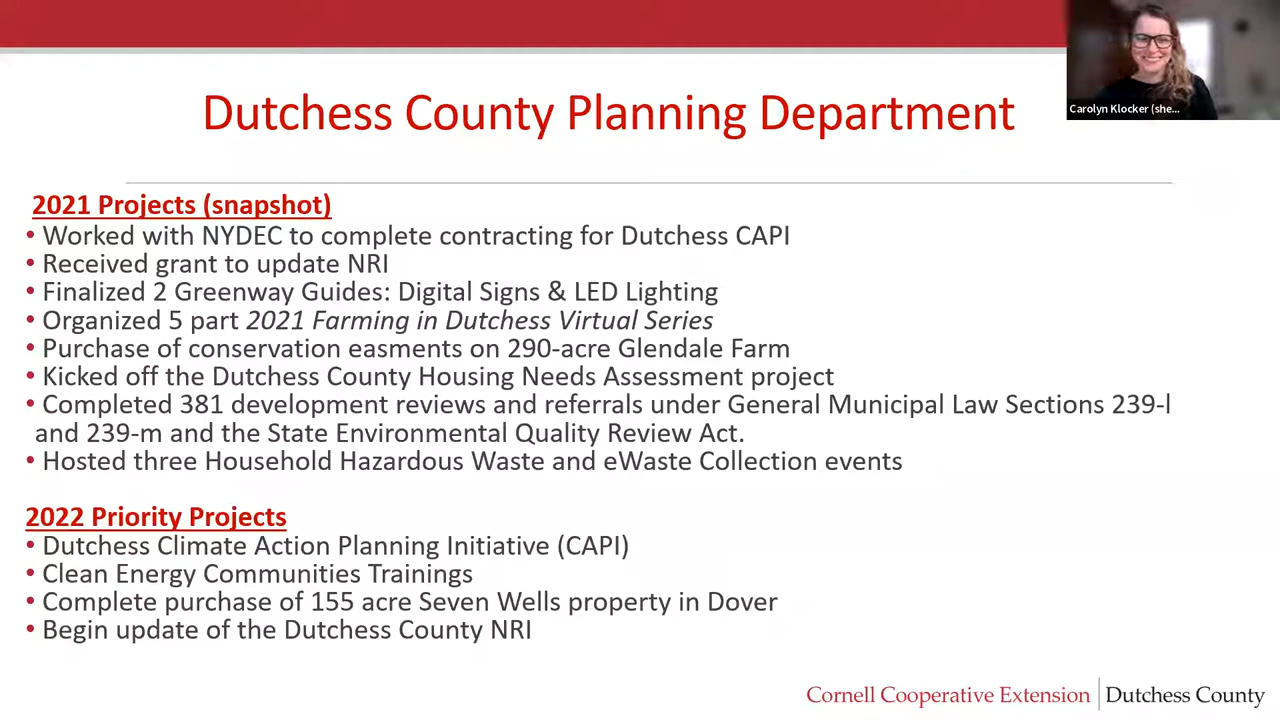 Dutchess County Planning Department
Carolyn Klocker (she...
2021 Projects (snapshot)
• Worked with NYDEC to complete contracting for Dutchess CAPI
• Received grant to update NRI
• Finalized 2 Greenway Guides: Digital Signs & LED Lighting
• Organized 5 part 2021 Farming in Dutchess Virtual Series
• Purchase of conservation easments on 290-acre Glendale Farm
• Kicked off the Dutchess County Housing Needs Assessment project
• Completed 381 development reviews and referrals under General Municipal Law Sections 239-l
and 239-m and the State Environmental Quality Review Act.
• Hosted three Household Hazardous Waste and eWaste Collection events
2022 Priority Projects
• Dutchess Climate Action Planning Initiative (CAPI)
• Clean Energy Communities Trainings
• Complete purchase of 155 acre Seven Wells property in Dover
• Begin update of the Dutchess County NRI
Cornell Cooperative Extension | Dutchess County